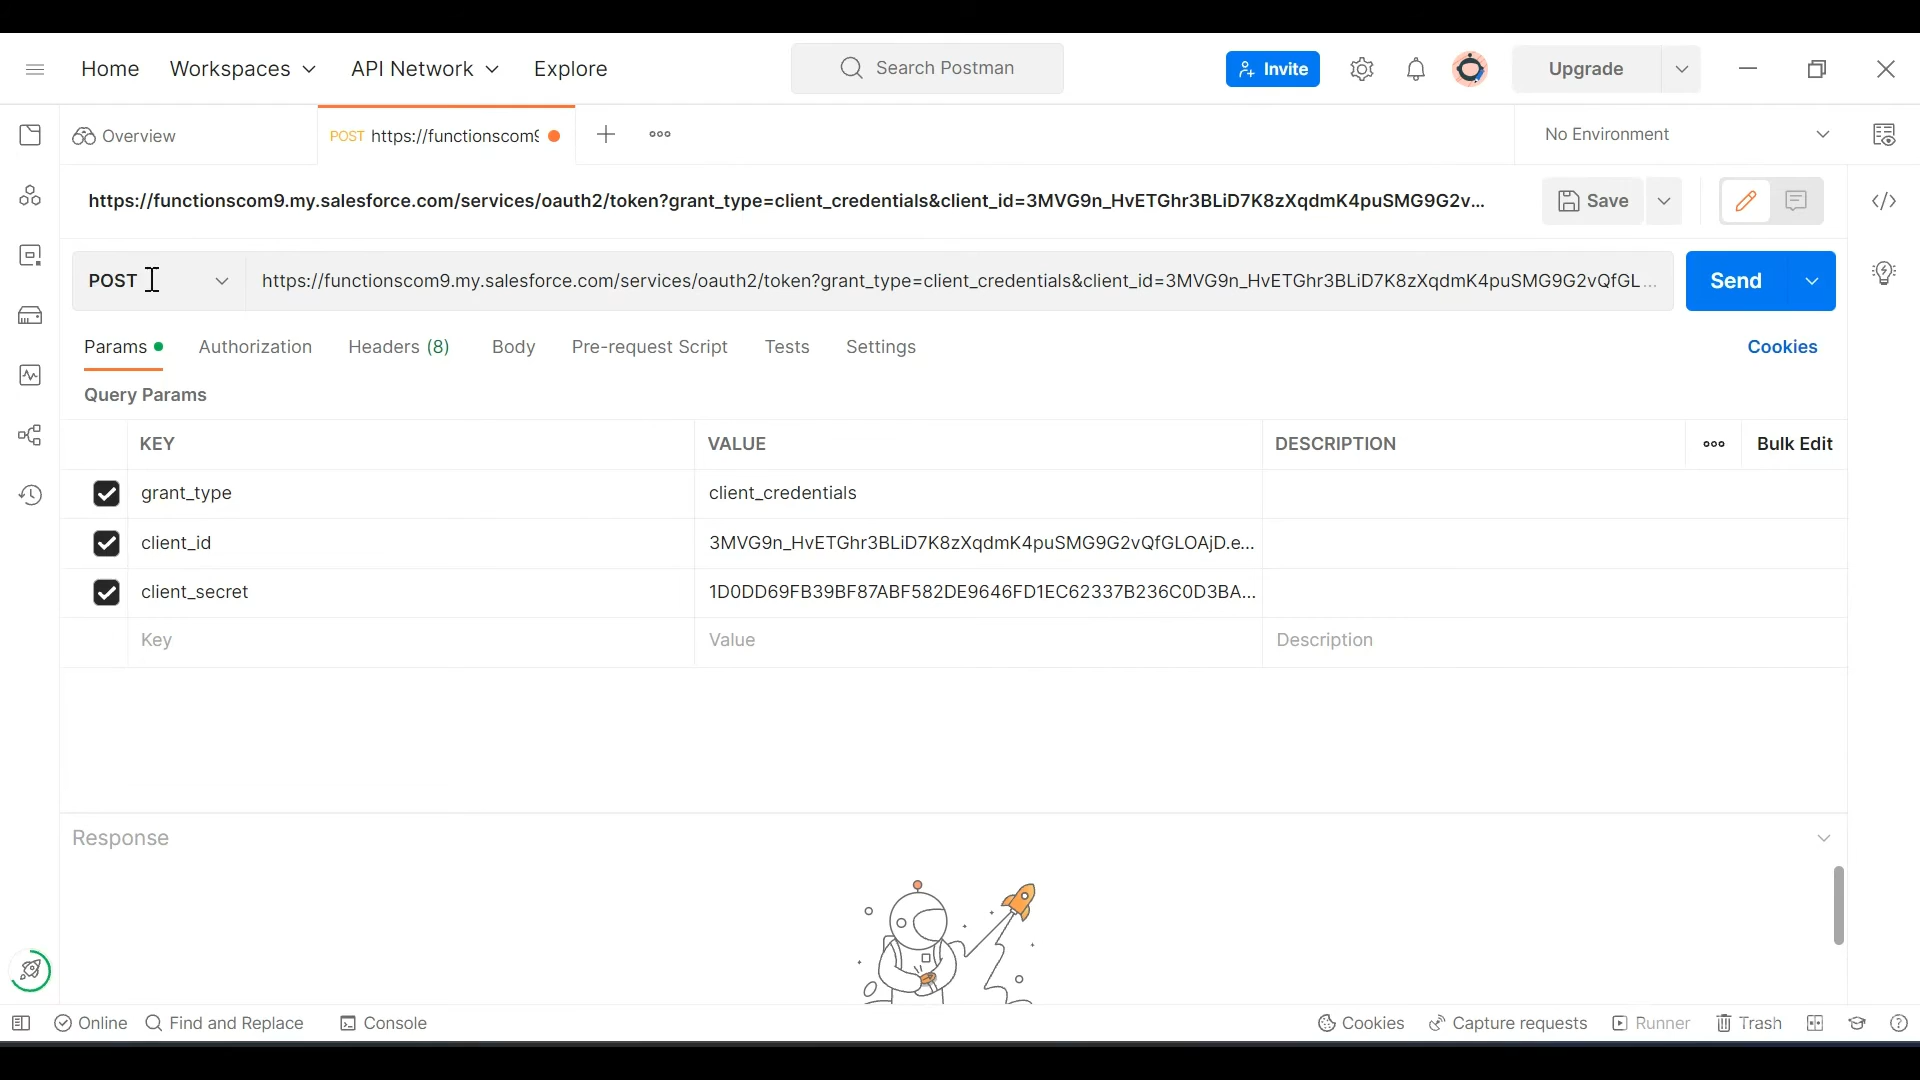 Home Workspaces API Network Explore Search Postman Invite Upgrade
Overview POST https://functionscom9 No Environment
https://functionscom9.my.salesforce.com/services/oauth2/token?grant_type=client_credentials&client_id=3MVG9n_HvETGhr3BLiD7K8zXqdmK4puSMG9G2v... Save
POST https://functionscom9.my.salesforce.com/services/oauth2/token?grant_type=client_credentials&client_id=3MVG9n_HvETGhr3BLiD7K8zXqdmK4puSMG9G2vQfGL... Send
Params Authorization Headers (8) Body Pre-request Script Tests Settings Cookies
Query Params
KEY VALUE DESCRIPTION Bulk Edit
grant_type client_credentials
client_id 3MVG9n_HvETGhr3BLiD7K8zXqdmK4puSMG9G2vQfGLOAjD.e...
client_secret 1D0DD69FB39BF87ABF582DE9646FD1EC62337B236C0D3BA...
Key Value Description
Response
Online Find and Replace Console Cookies Capture requests Runner Trash